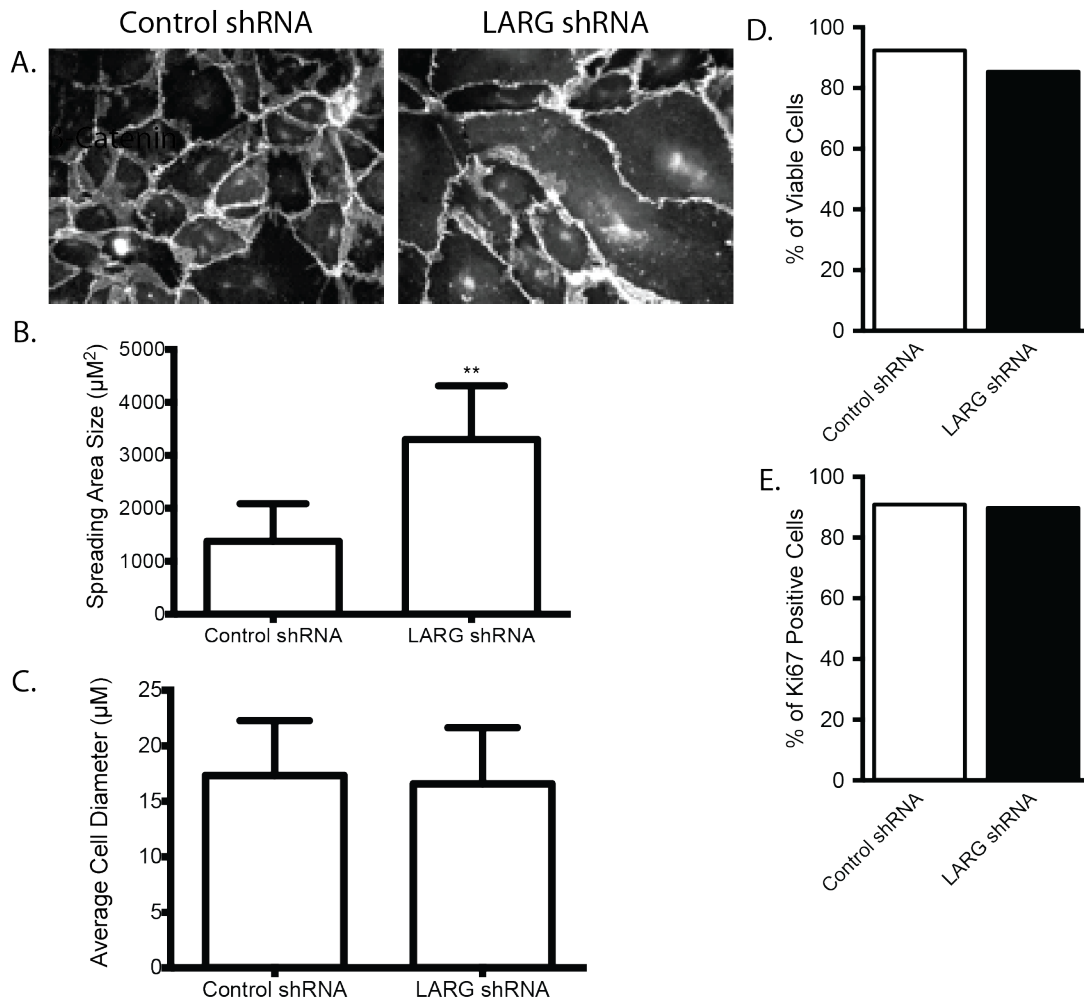 Control shRNA
LARG shRNA
A.
Catenin
B.
Spreading Area Size (µM²)
5000
4000
3000
2000
1000
0
**
Control shRNA
LARG shRNA
C.
Average Cell Diameter (µM)
25
20
15
10
5
0
Control shRNA
LARG shRNA
D.
% of Viable Cells
100
80
60
40
20
0
Control shRNA
LARG shRNA
E.
% of Ki67 Positive Cells
100
80
60
40
20
0
Control shRNA
LARG shRNA